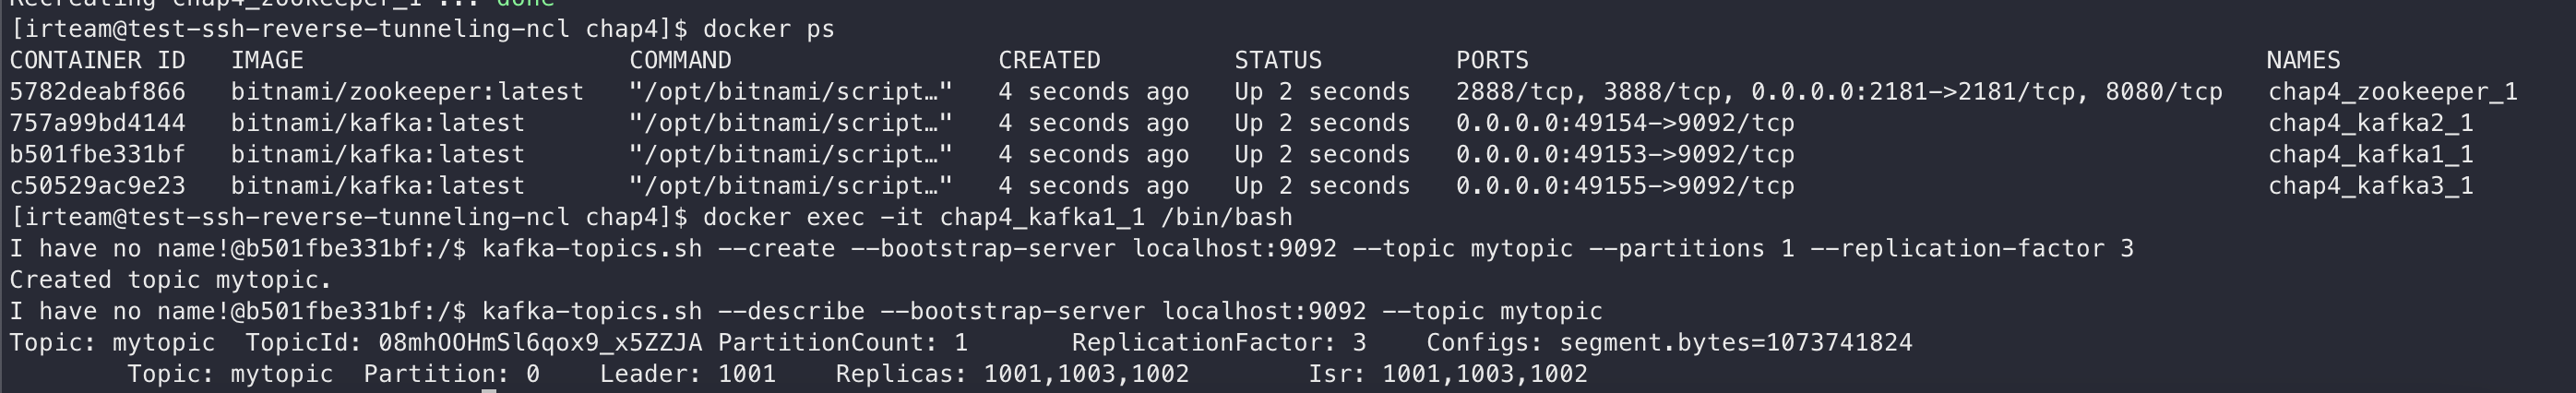 Recreating chap4_zookeeper_1 ... done
[irteam@test-ssh-reverse-tunneling-ncl chap4]$ docker ps
CONTAINER ID   IMAGE                      COMMAND                  CREATED         STATUS         PORTS                                                  NAMES
5782deabf866   bitnami/zookeeper:latest   "/opt/bitnami/script…"   4 seconds ago   Up 2 seconds   2888/tcp, 3888/tcp, 0.0.0.0:2181->2181/tcp, 8080/tcp   chap4_zookeeper_1
757a99bd4144   bitnami/kafka:latest       "/opt/bitnami/script…"   4 seconds ago   Up 2 seconds   0.0.0.0:49154->9092/tcp                                chap4_kafka2_1
b501fbe331bf   bitnami/kafka:latest       "/opt/bitnami/script…"   4 seconds ago   Up 2 seconds   0.0.0.0:49153->9092/tcp                                chap4_kafka1_1
c50529ac9e23   bitnami/kafka:latest       "/opt/bitnami/script…"   4 seconds ago   Up 2 seconds   0.0.0.0:49155->9092/tcp                                chap4_kafka3_1
[irteam@test-ssh-reverse-tunneling-ncl chap4]$ docker exec -it chap4_kafka1_1 /bin/bash
I have no name!@b501fbe331bf:/$ kafka-topics.sh --create --bootstrap-server localhost:9092 --topic mytopic --partitions 1 --replication-factor 3
Created topic mytopic.
I have no name!@b501fbe331bf:/$ kafka-topics.sh --describe --bootstrap-server localhost:9092 --topic mytopic
Topic: mytopic  TopicId: 08mhOOHmSl6qox9_x5ZZJA PartitionCount: 1       ReplicationFactor: 3    Configs: segment.bytes=1073741824
        Topic: mytopic  Partition: 0    Leader: 1001    Replicas: 1001,1003,1002        Isr: 1001,1003,1002